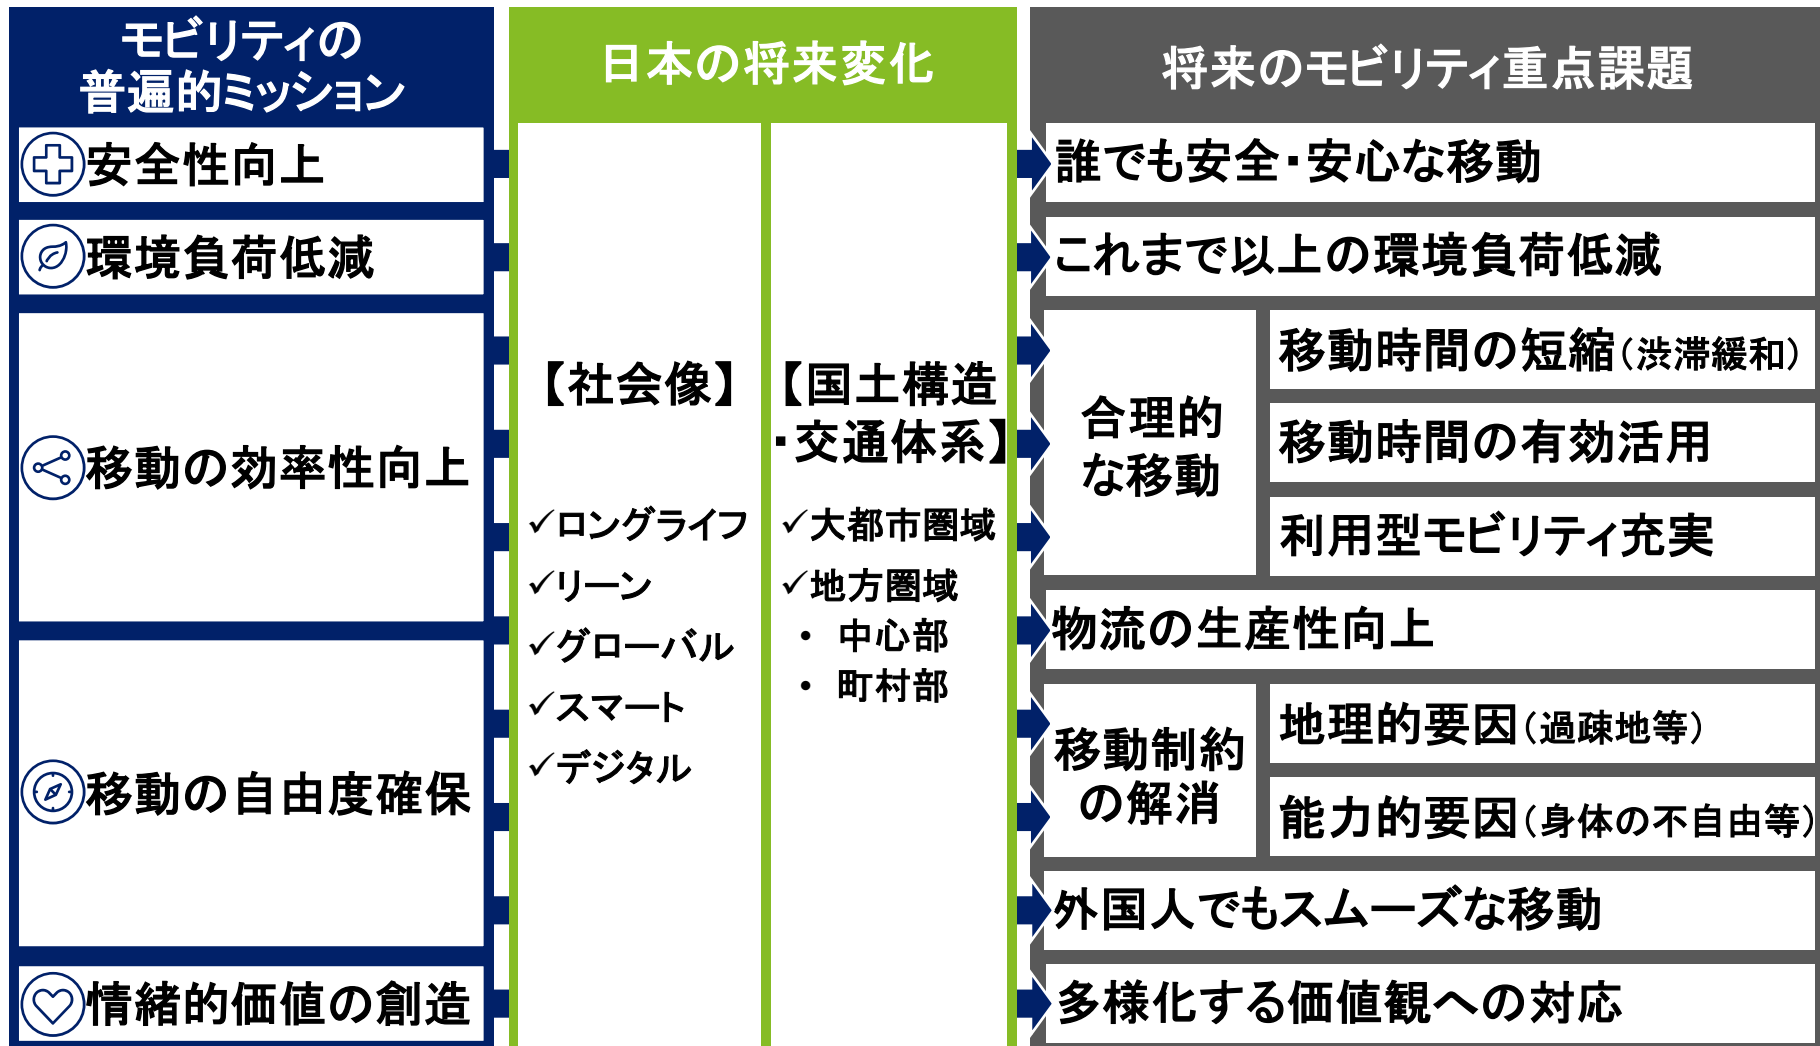 モビリティの
普遍的ミッション
安全性向上
環境負荷低減
移動の効率性向上
移動の自由度確保
情緒的価値の創造
日本の将来変化
【社会像】
✓ロングライフ
✓リーン
✓グローバル
✓スマート
✓デジタル
【国土構造
・交通体系】
✓大都市圏域
✓地方圏域
・ 中心部
・ 町村部
将来のモビリティ重点課題
誰でも安全・安心な移動
これまで以上の環境負荷低減
合理的
な移動
移動時間の短縮（渋滞緩和）
移動時間の有効活用
利用型モビリティ充実
物流の生産性向上
移動制約
の解消
地理的要因（過疎地等）
能力的要因（身体の不自由等）
外国人でもスムーズな移動
多様化する価値観への対応